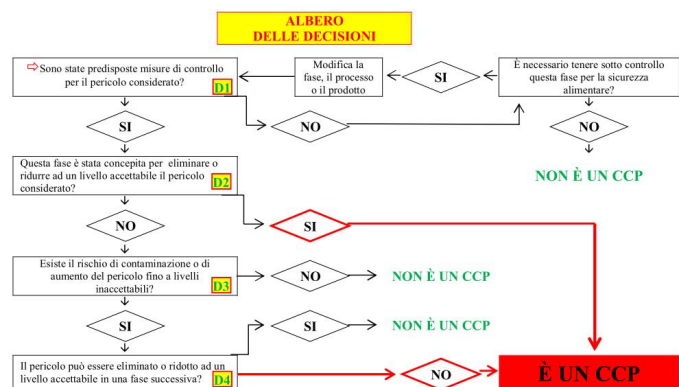 ALBERO
DELLE DECISIONI
⇨Sono state predisposte misure di controllo
per il pericolo considerato?
D1
Modifica la
fase, il processo
o il prodotto
SI
È necessario tenere sotto controllo
questa fase per la sicurezza
alimentare?
SI
NO
NO
NON È UN CCP
Questa fase è stata concepita per eliminare o
ridurre ad un livello accettabile il pericolo
considerato?
D2
NO
SI
Esiste il rischio di contaminazione o di
aumento del pericolo fino a livelli
inaccettabili?
D3
NO
NON È UN CCP
SI
SI
NON È UN CCP
Il pericolo può essere eliminato o ridotto ad un
livello accettabile in una fase successiva?
D4
NO
È UN CCP